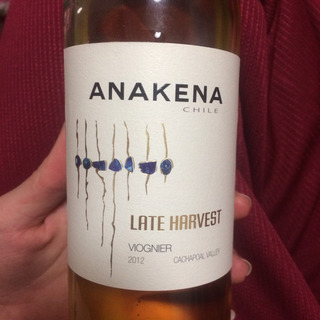 ANAKENA
CHILE
LATE HARVEST
VIOGNIER
2012 CACHAPOAL VALLEY